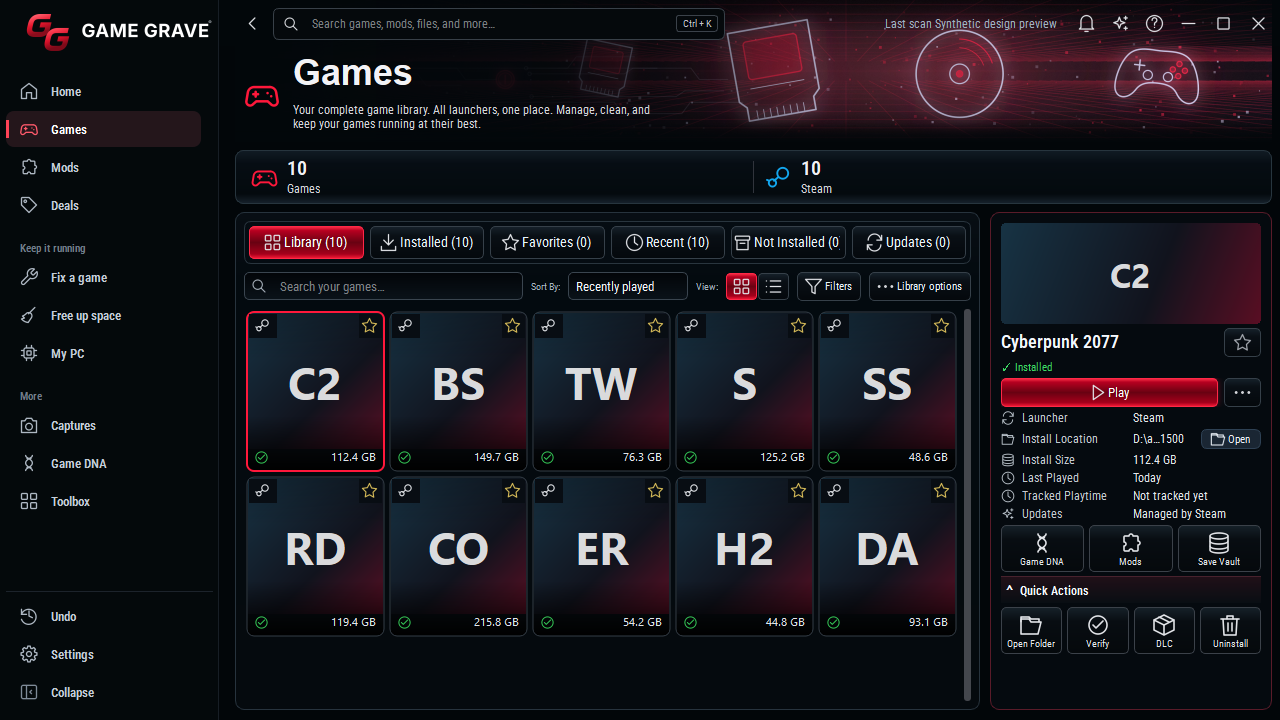 GAME GRAVE
Search games, mods, files, and more...
Ctrl + K
Last scan Synthetic design preview
Home
Games
Mods
Deals
Keep it running
Fix a game
Free up space
My PC
More
Captures
Game DNA
Toolbox
Undo
Settings
Collapse
Games
Your complete game library. All launchers, one place. Manage, clean, and
keep your games running at their best.
10
Games
10
Steam
Library (10)
Installed (10)
Favorites (0)
Recent (10)
Not Installed (0
Updates (0)
Search your games...
Sort By:
Recently played
View:
Filters
Library options
C2
112.4 GB
BS
149.7 GB
TW
76.3 GB
S
125.2 GB
SS
48.6 GB
RD
119.4 GB
CO
215.8 GB
ER
54.2 GB
H2
44.8 GB
DA
93.1 GB
C2
Cyberpunk 2077
✓ Installed
Play
Launcher Steam
Install Location D:\a...1500 Open
Install Size 112.4 GB
Last Played Today
Tracked Playtime Not tracked yet
Updates Managed by Steam
Game DNA
Mods
Save Vault
Quick Actions
Open Folder
Verify
DLC
Uninstall